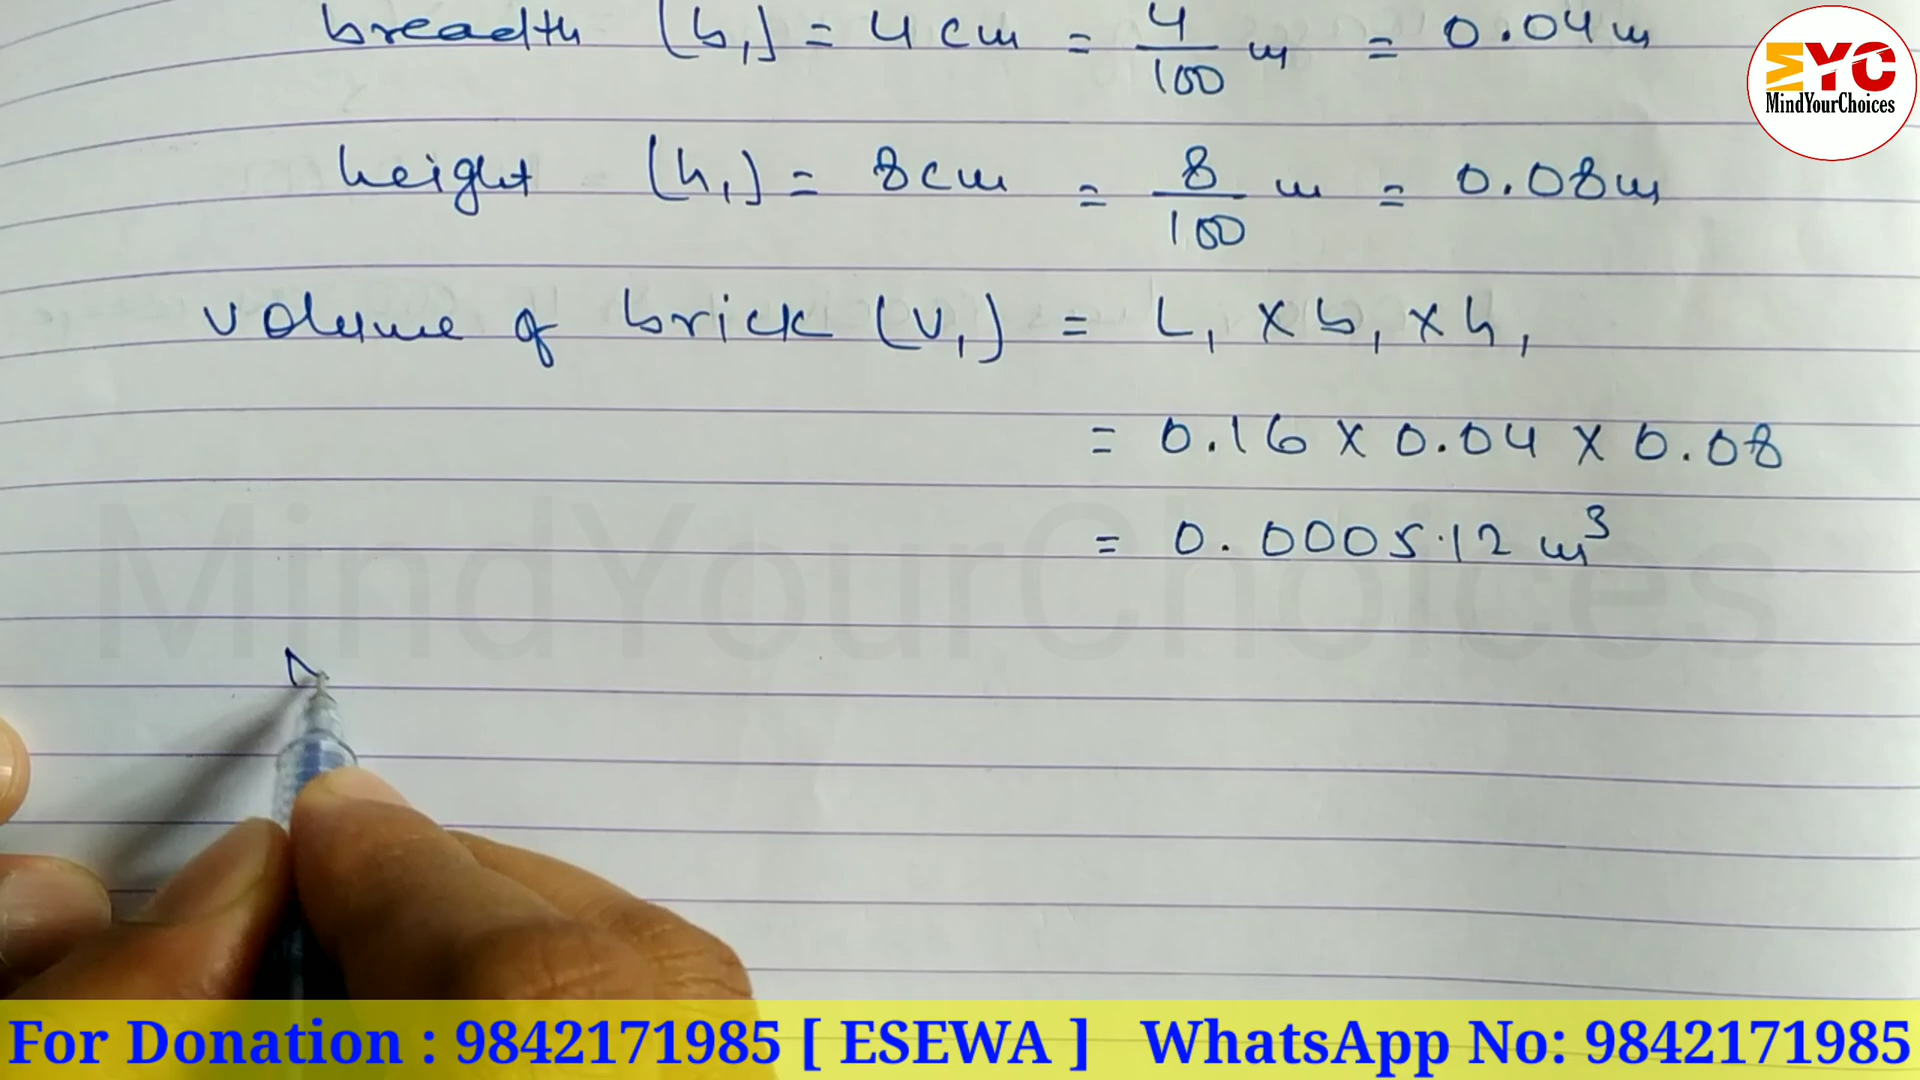 breadth (b₁) = 4 cm = 4/100 m = 0.04 m
MYC
MindYourChoices
height (h₁) = 8 cm = 8/100 m = 0.08 m
volume of brick (V₁) = L₁ × b₁ × h₁
= 0.16 × 0.04 × 0.08
= 0.000512 m³
MindYourChoices
For Donation : 9842171985 [ ESEWA ] WhatsApp No: 9842171985